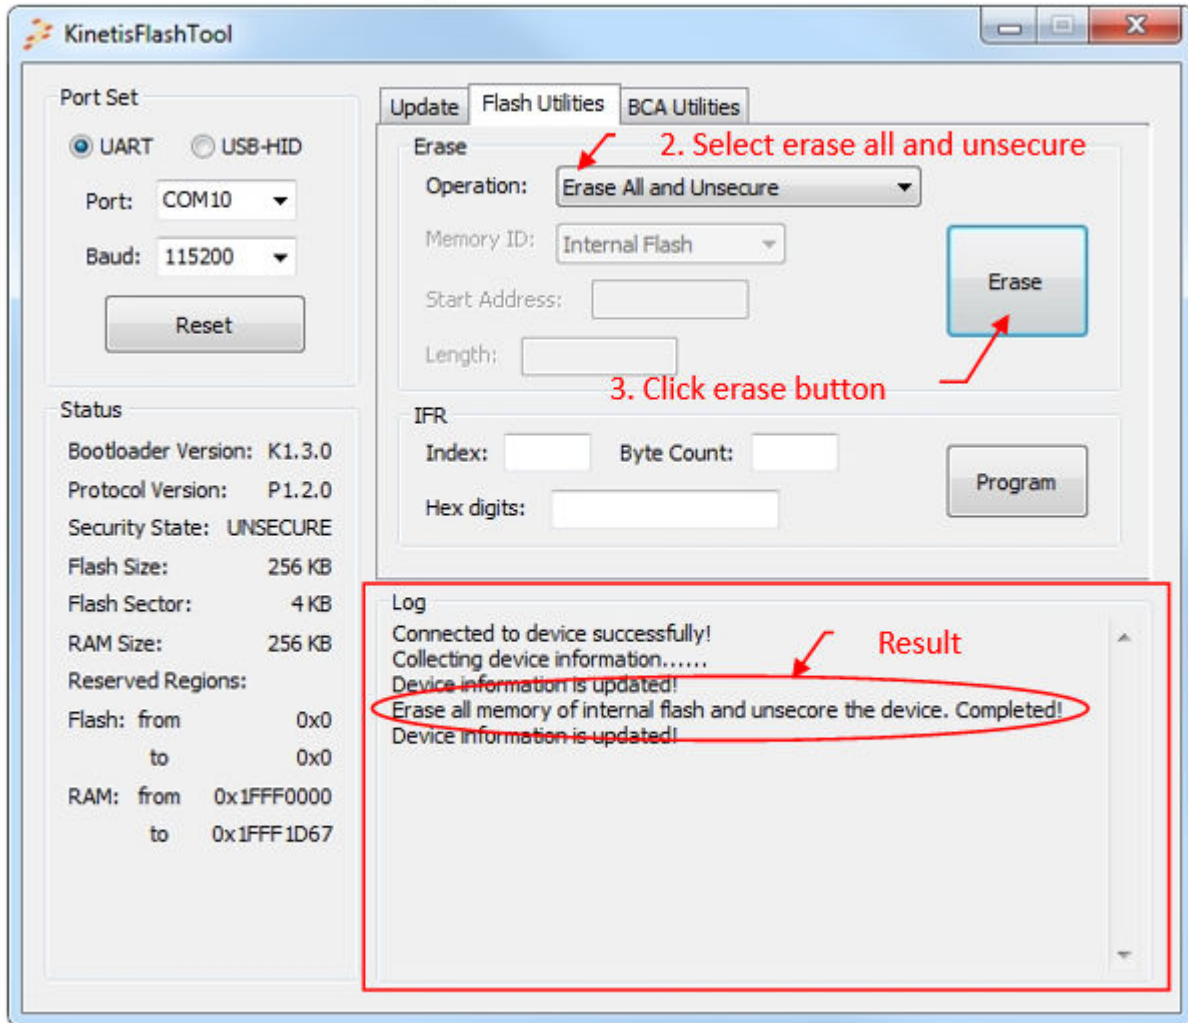 KinetisFlashTool
Port Set
UART USB-HID
Port: COM10
Baud: 115200
Reset
Status
Bootloader Version: K1.3.0
Protocol Version: P1.2.0
Security State: UNSECURE
Flash Size: 256 KB
Flash Sector: 4 KB
RAM Size: 256 KB
Reserved Regions:
Flash: from 0x0
to 0x0
RAM: from 0x1FFF0000
to 0x1FFF1D67
Update Flash Utilities BCA Utilities
Erase
2. Select erase all and unsecure
Operation: Erase All and Unsecure
Memory ID: Internal Flash
Start Address:
Length:
Erase
3. Click erase button
IFR
Index: Byte Count:
Hex digits:
Program
Log
Connected to device successfully!
Result
Collecting device information......
Device information is updated!
Erase all memory of internal flash and unsecore the device. Completed!
Device information is updated!